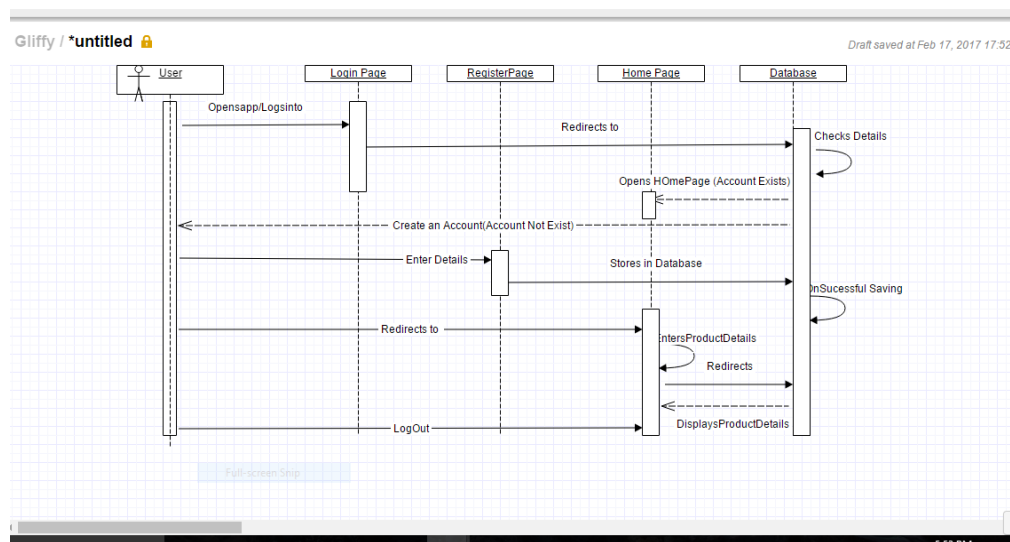 Gliffy / *untitled
Draft saved at Feb 17, 2017 17:52
User
Login Page
RegisterPage
Home Page
Database
Opensapp/Logsinto
Redirects to
Checks Details
Opens HOmePage (Account Exists)
Create an Account(Account Not Exist)
Enter Details
Stores in Database
OnSucessful Saving
Redirects to
EntersProductDetails
Redirects
DisplaysProductDetails
LogOut
Full-screen Snip